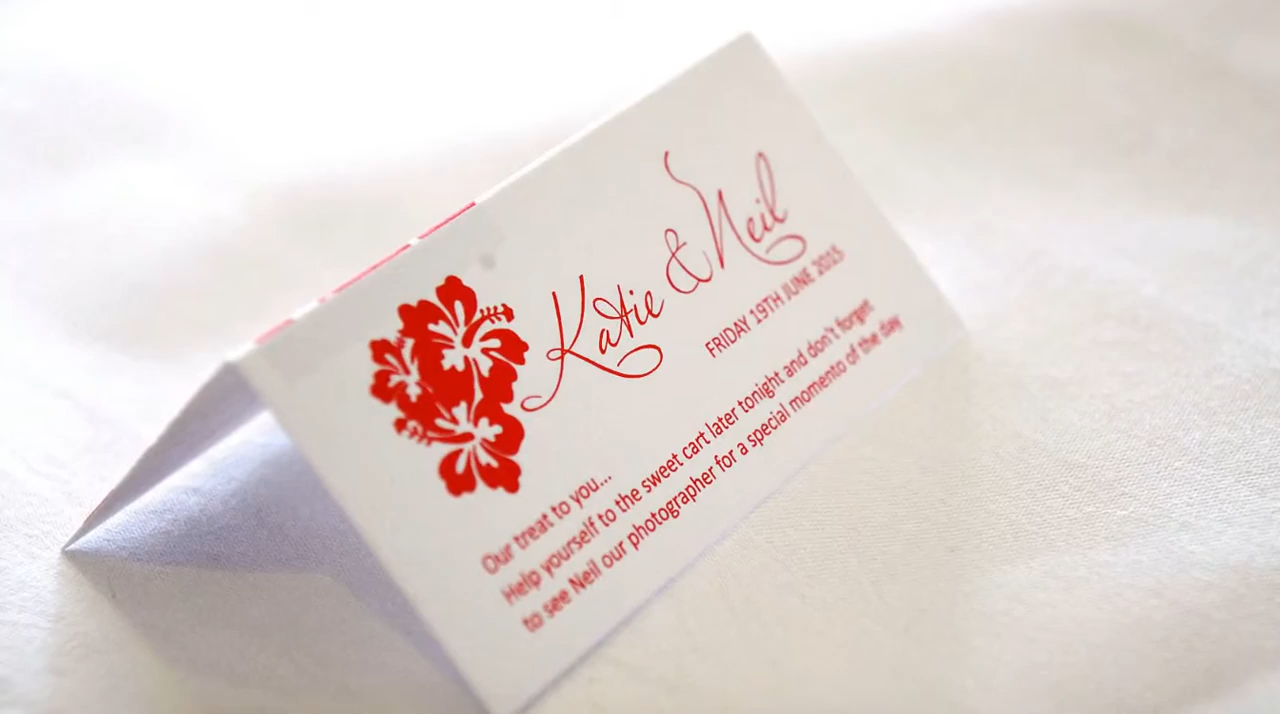 Katie & Neil
FRIDAY 19TH JUNE 2015
Our treat to you...
Help yourself to the sweet cart later tonight and don't forget
to see Neil our photographer for a special momento of the day